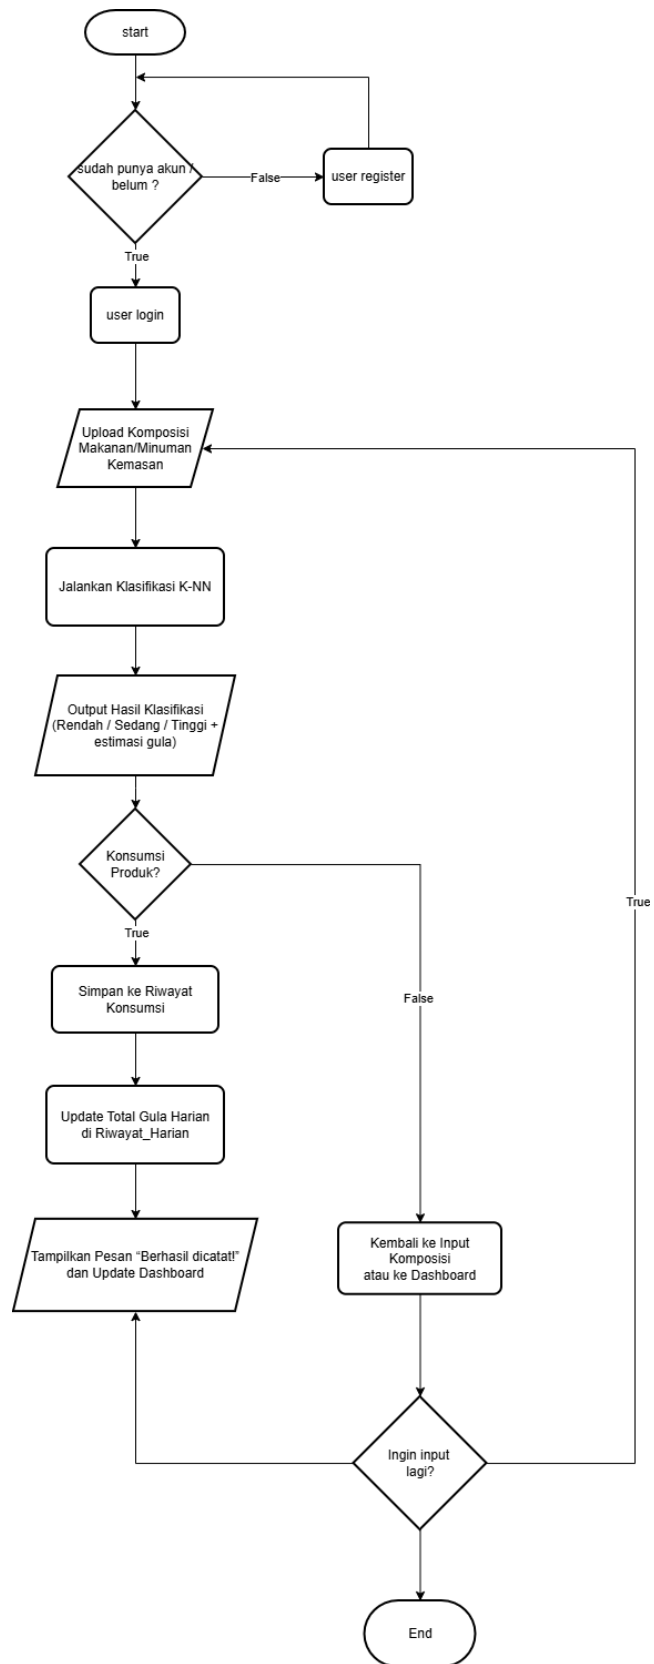 start
sudah punya akun /
belum ?
False
user register
True
user login
Upload Komposisi
Makanan/Minuman
Kemasan
Jalankan Klasifikasi K-NN
Output Hasil Klasifikasi
(Rendah / Sedang / Tinggi +
estimasi gula)
Konsumsi
Produk?
True
True
Simpan ke Riwayat
Konsumsi
False
Update Total Gula Harian
di Riwayat_Harian
Tampilkan Pesan “Berhasil dicatat!”
dan Update Dashboard
Kembali ke Input
Komposisi
atau ke Dashboard
Ingin input
lagi?
End